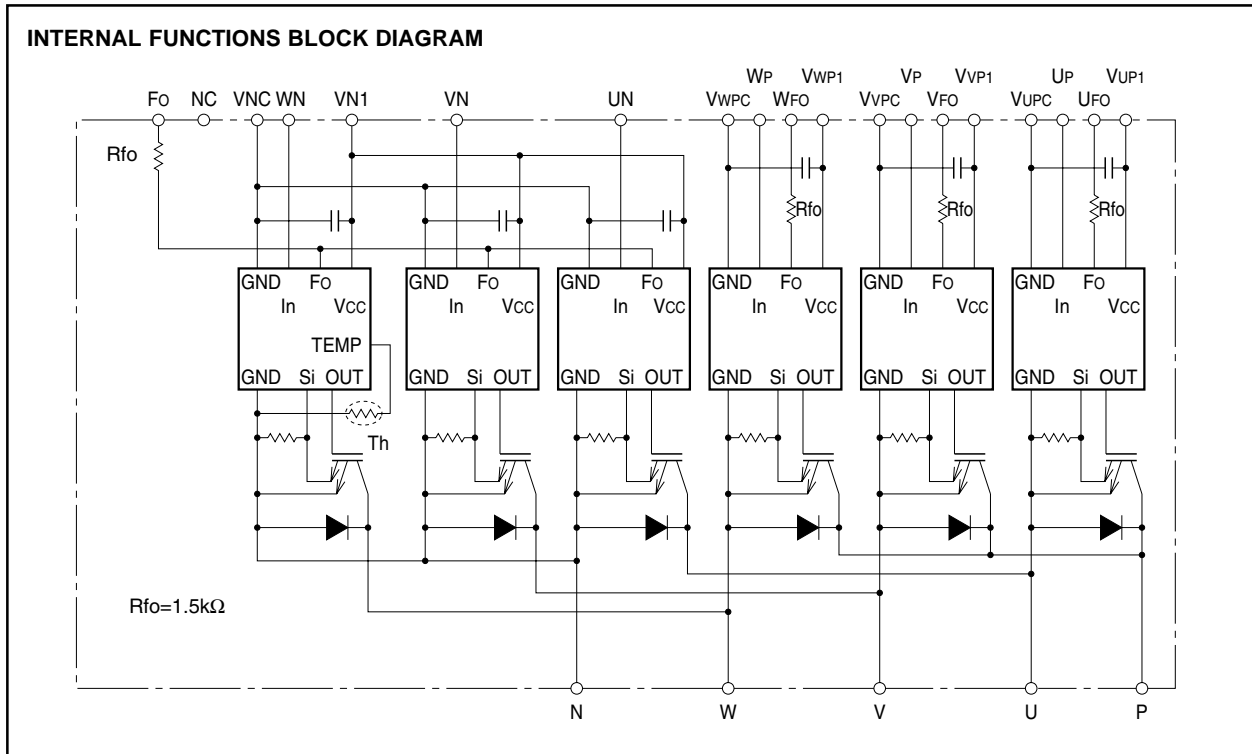 INTERNAL FUNCTIONS BLOCK DIAGRAM
WP VWP1 VP VVP1 UP VUP1
FO NC VNC WN VN1 VN UN VWPC WFO VVPC VFO VUPC UFO
Rfo
Rfo Rfo Rfo
GND FO GND FO GND FO GND FO GND FO GND FO
In VCC In VCC In VCC In VCC In VCC In VCC
TEMP
GND Si OUT GND Si OUT GND Si OUT GND Si OUT GND Si OUT GND Si OUT
Th
Rfo=1.5kΩ
N W V U P